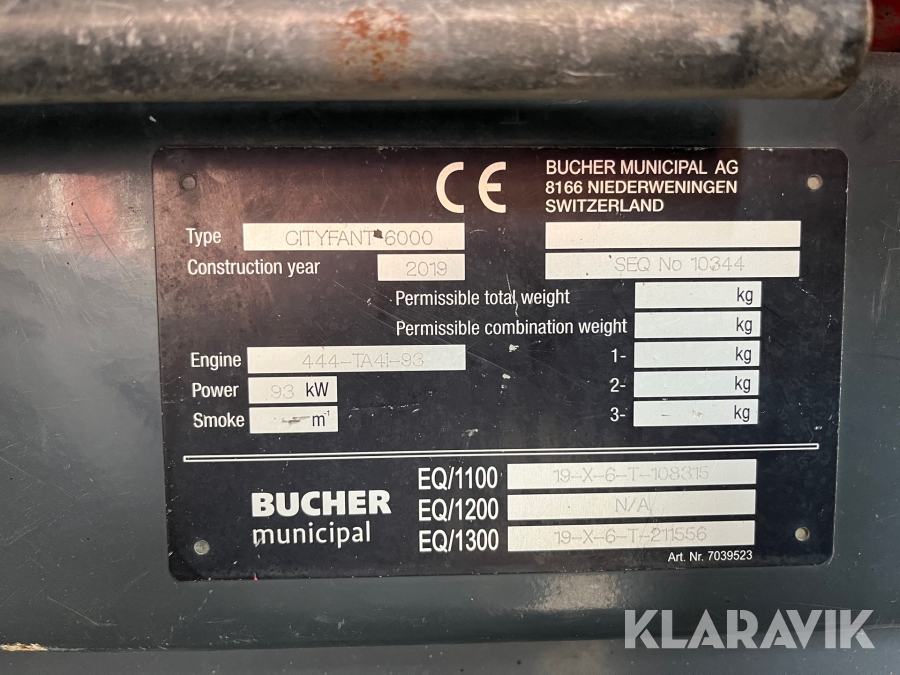 CE
BUCHER MUNICIPAL AG
8166 NIEDERWENINGEN
SWITZERLAND
Type CITYFANT 6000
Construction year 2019
SEQ No 10344
Permissible total weight kg
Permissible combination weight kg
Engine 444-TA4i-93
1- kg
Power 93 kW
2- kg
Smoke - m-1
3- - kg
BUCHER
municipal
EQ/1100 19-X-6-T-108315
EQ/1200 N/A
EQ/1300 19-X-6-T-211556
Art. Nr. 7039523
KLARAVIK